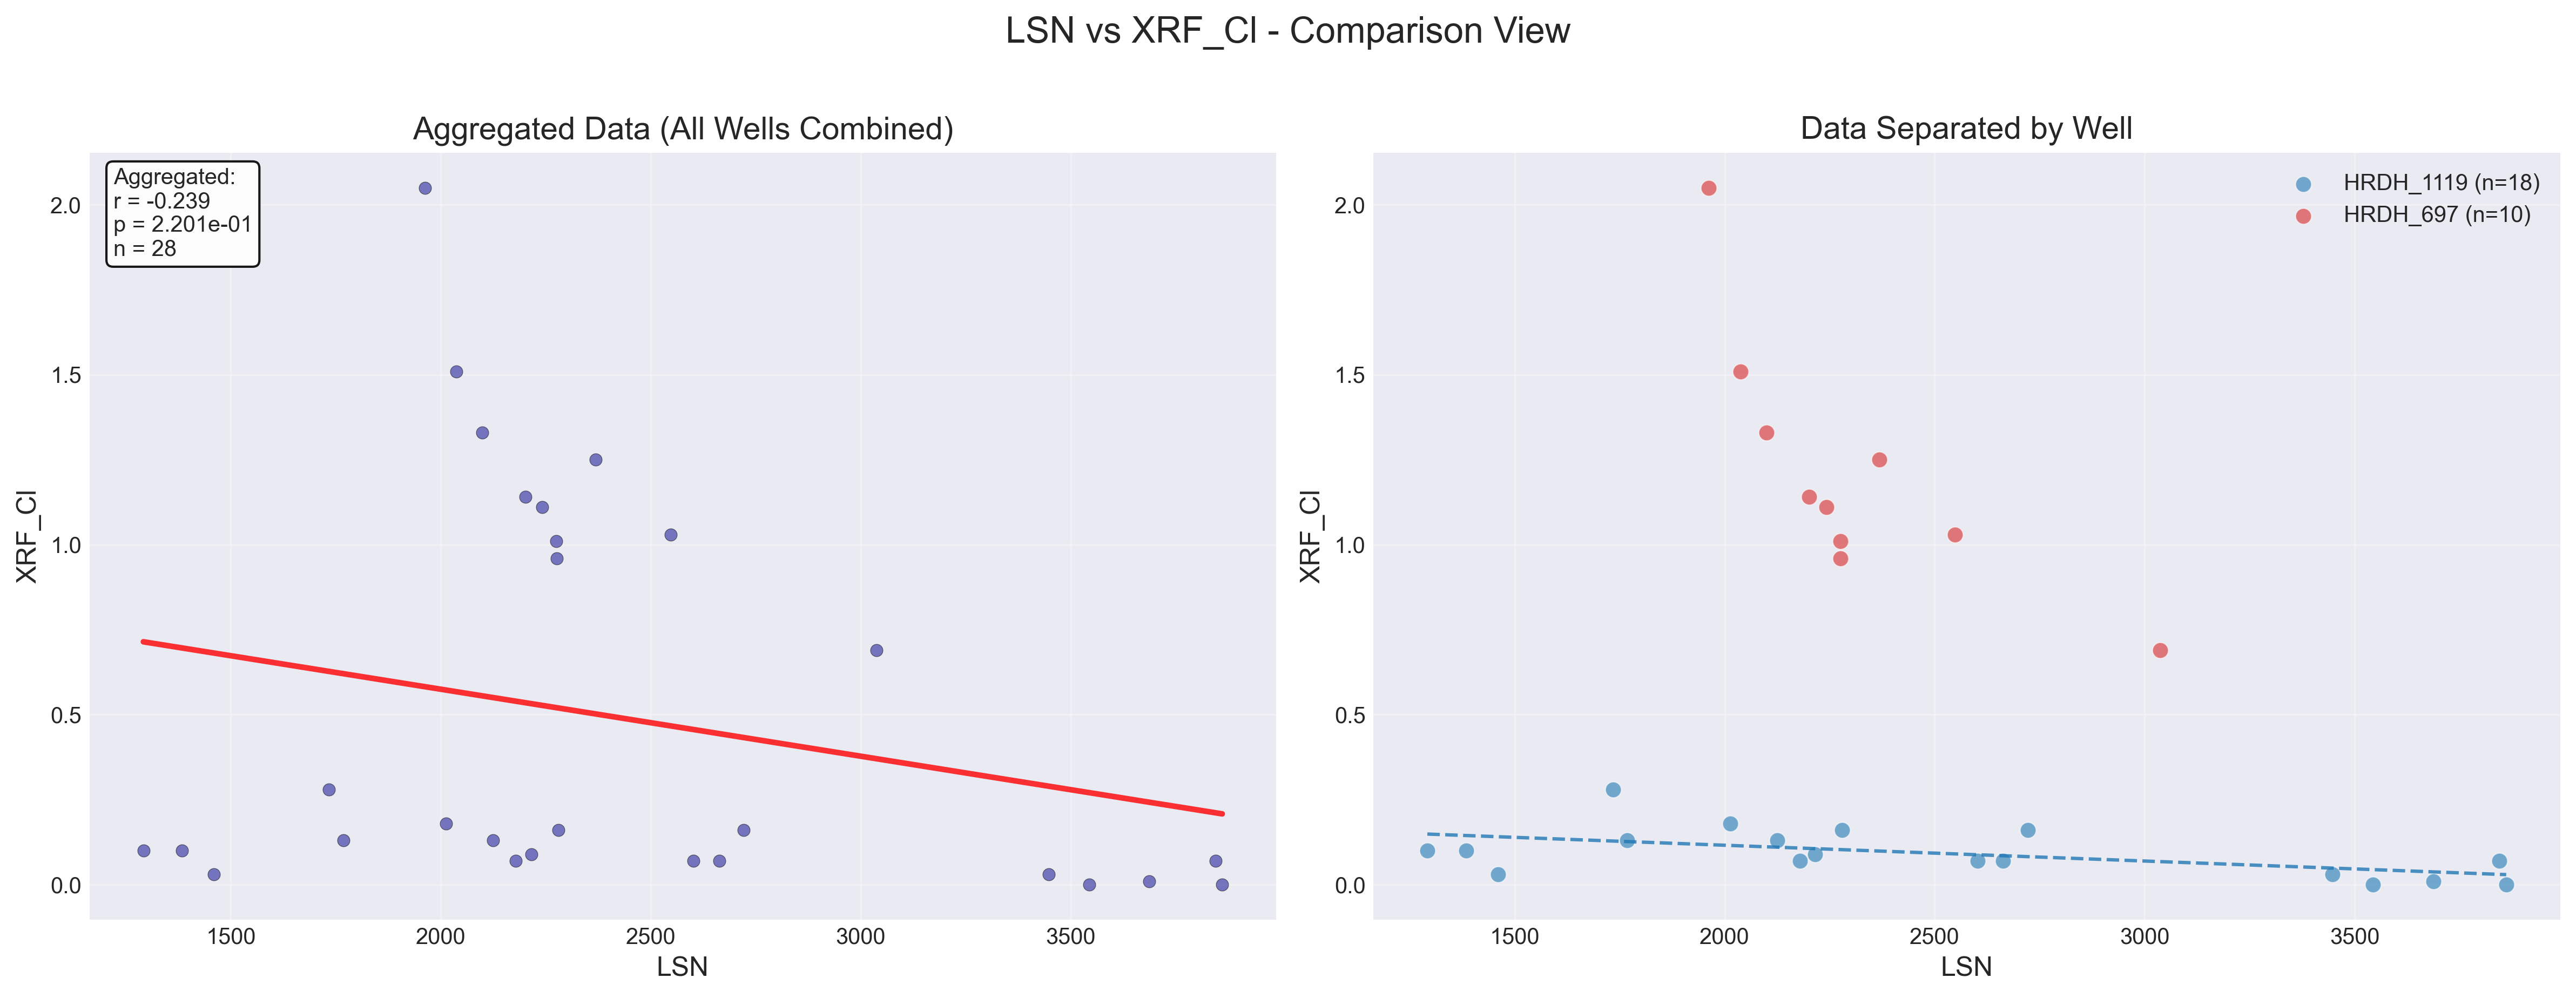 LSN vs XRF_Cl - Comparison View
Aggregated Data (All Wells Combined)
Aggregated:
r = -0.239
p = 2.201e-01
n = 28
XRF_Cl
2.0
1.5
1.0
0.5
0.0
1500 2000 2500 3000 3500
LSN
Data Separated by Well
HRDH_1119 (n=18)
HRDH_697 (n=10)
XRF_Cl
2.0
1.5
1.0
0.5
0.0
1500 2000 2500 3000 3500
LSN